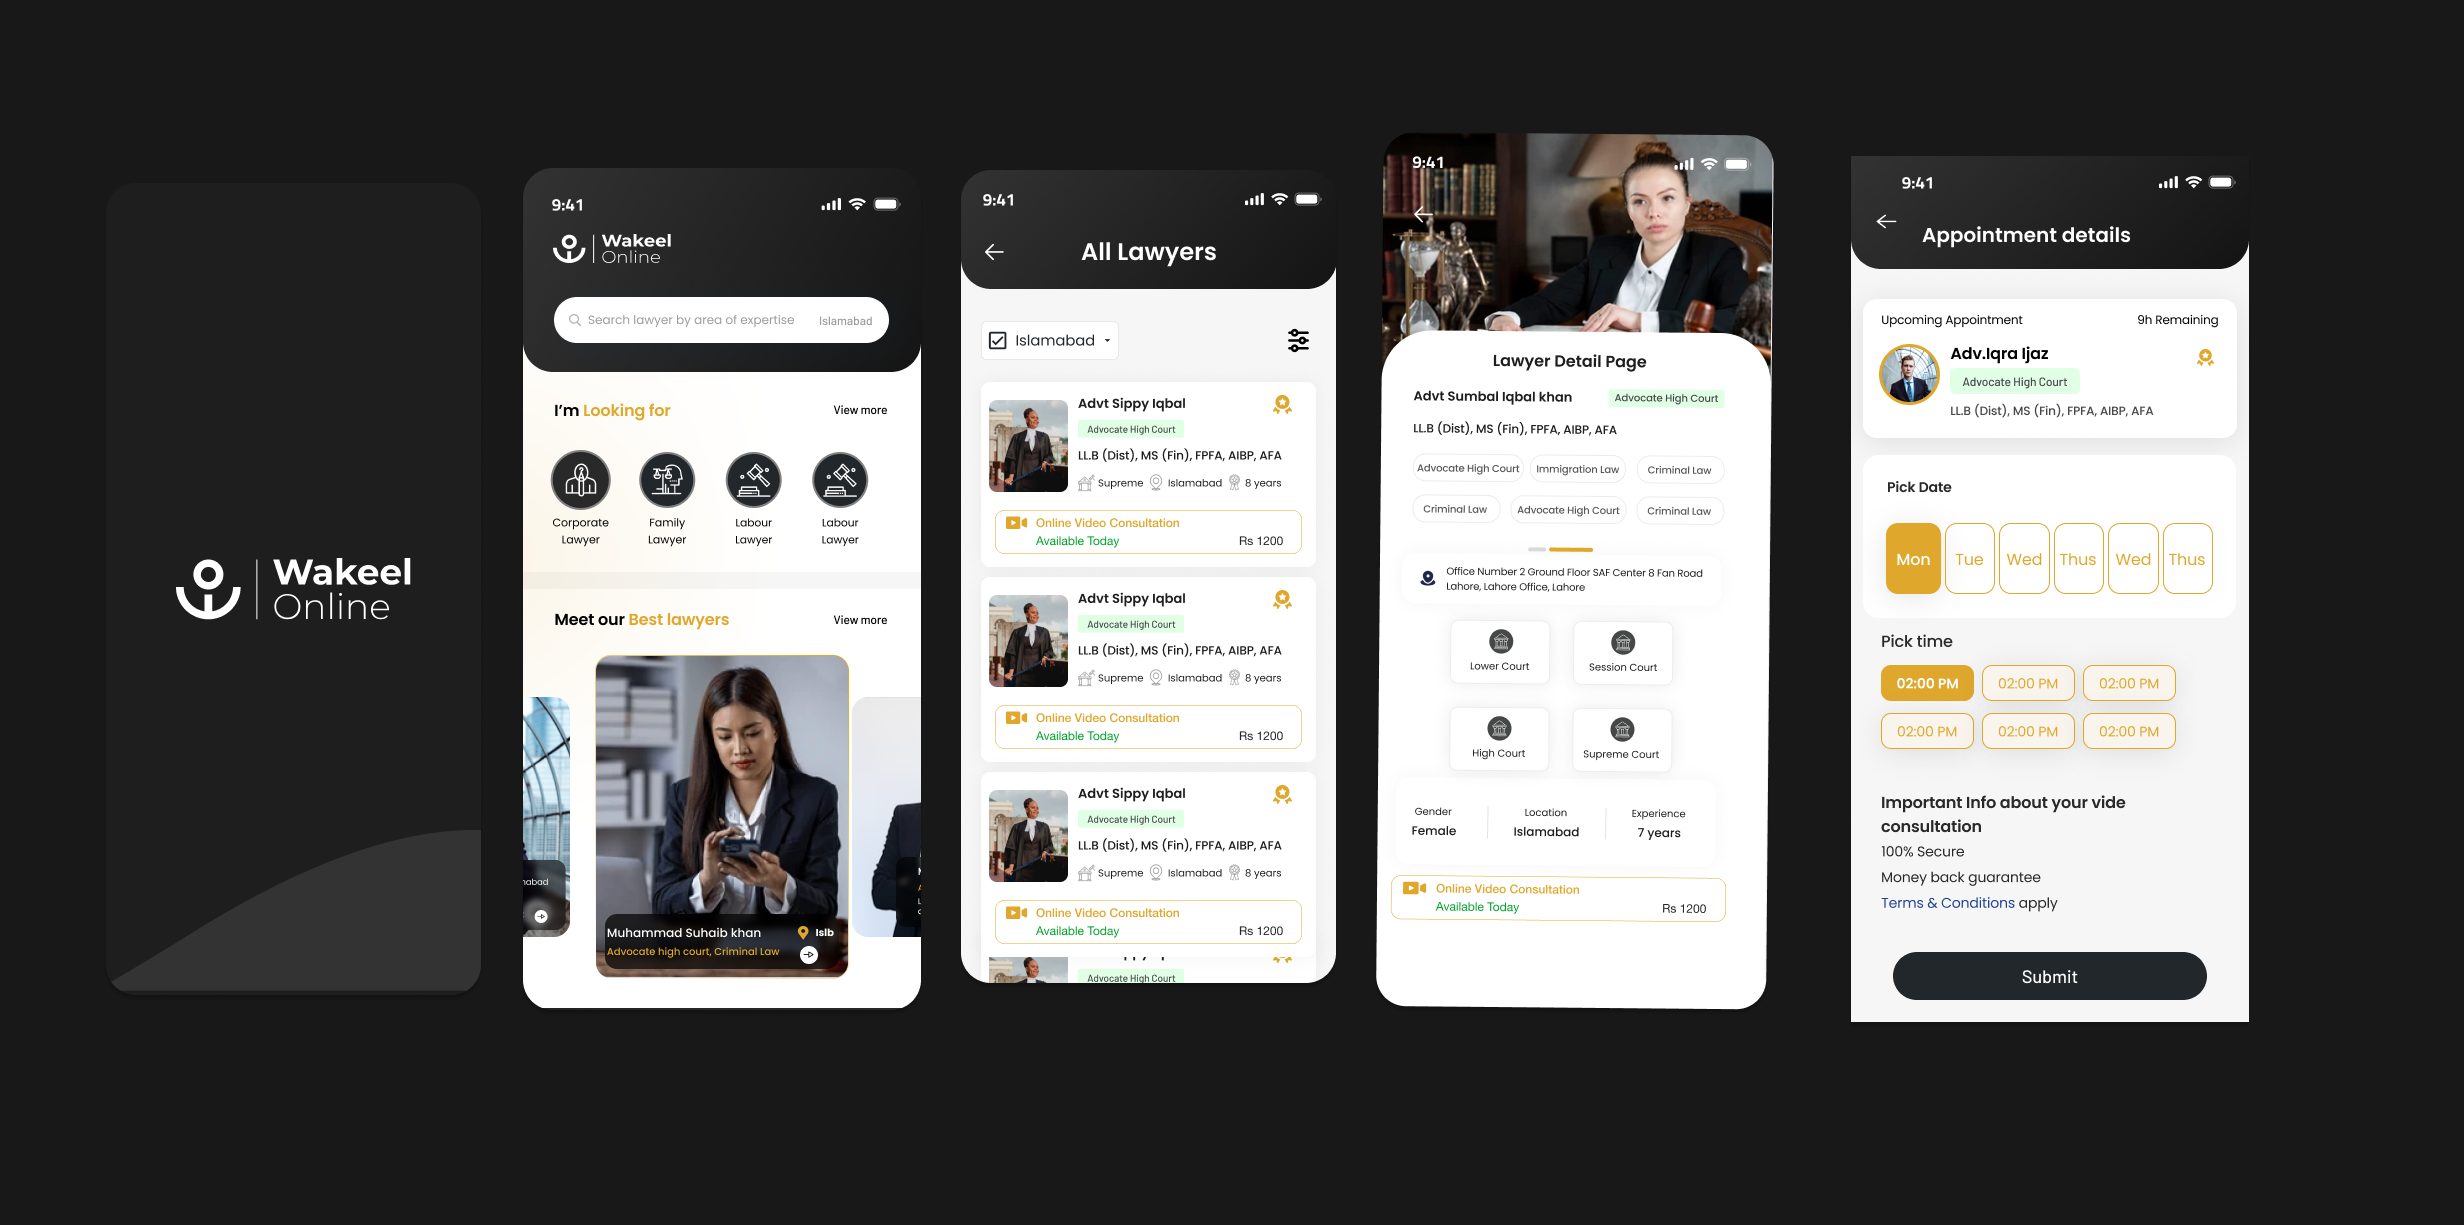 Wakeel
Online
9:41
Wakeel
Online
Search lawyer by area of expertise
Islamabad
I'm Looking for
View more
Corporate
Lawyer
Family
Lawyer
Labour
Lawyer
Labour
Lawyer
Meet our Best lawyers
View more
Muhammad Suhaib khan
Islb
Advocate high court, Criminal Law
9:41
All Lawyers
Islamabad
Advt Sippy Iqbal
Advocate High Court
LL.B (Dist), MS (Fin), FPFA, AIBP, AFA
Supreme
Islamabad
8 years
Online Video Consultation
Available Today
Rs 1200
Advt Sippy Iqbal
Advocate High Court
LL.B (Dist), MS (Fin), FPFA, AIBP, AFA
Supreme
Islamabad
8 years
Online Video Consultation
Available Today
Rs 1200
Advt Sippy Iqbal
Advocate High Court
LL.B (Dist), MS (Fin), FPFA, AIBP, AFA
Supreme
Islamabad
8 years
Online Video Consultation
Available Today
Rs 1200
Advocate High Court
9:41
Lawyer Detail Page
Advt Sumbal Iqbal khan
Advocate High Court
LL.B (Dist), MS (Fin), FPFA, AIBP, AFA
Advocate High Court
Immigration Law
Criminal Law
Criminal Law
Advocate High Court
Criminal Law
Office Number 2 Ground Floor SAF Center 8 Fan Road
Lahore, Lahore Office, Lahore
Lower Court
Session Court
High Court
Supreme Court
Gender
Female
Location
Islamabad
Experience
7 years
Online Video Consultation
Available Today
Rs 1200
9:41
Appointment details
Upcoming Appointment
9h Remaining
Adv.Iqra Ijaz
Advocate High Court
LL.B (Dist), MS (Fin), FPFA, AIBP, AFA
Pick Date
Mon
Tue
Wed
Thus
Wed
Thus
Pick time
02:00 PM
02:00 PM
02:00 PM
02:00 PM
02:00 PM
02:00 PM
Important Info about your vide
consultation
100% Secure
Money back guarantee
Terms & Conditions apply
Submit